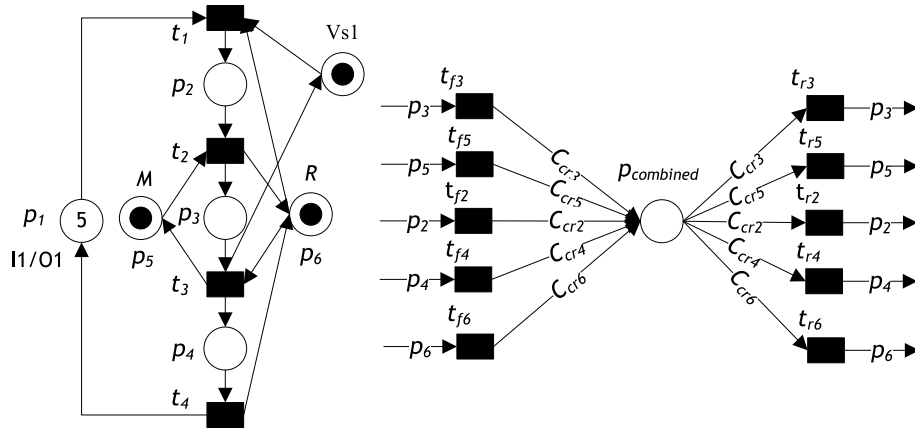 t1
Vs1
p2
t2
M
R
p1
5
p3
p5
p6
I1/O1
t3
p4
t4
tf3
p3
tf5
p5
tf2
p2
tf4
p4
tf6
p6
Ccr3
Ccr5
Ccr2
Ccr4
Ccr6
pcombined
Ccr3
Ccr5
Ccr2
Ccr4
Ccr6
tr3
p3
tr5
p5
tr2
p2
tr4
p4
tr6
p6